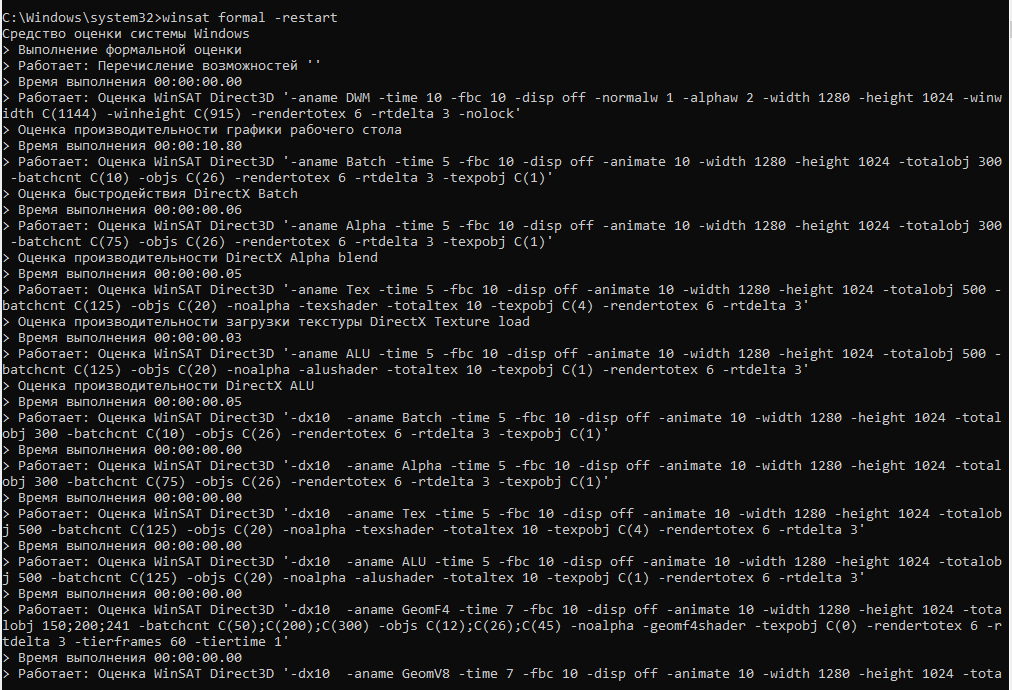 C:\Windows\system32>winsat formal -restart
Средство оценки системы Windows
> Выполнение формальной оценки
> Работает: Перечисление возможностей ''
> Время выполнения 00:00:00.00
> Работает: Оценка WinSAT Direct3D '-aname DWM -time 10 -fbc 10 -disp off -normalw 1 -alphaw 2 -width 1280 -height 1024 -winw
idth C(1144) -winheight C(915) -rendertotex 6 -rtdelta 3 -nolock'
> Оценка производительности графики рабочего стола
> Время выполнения 00:00:10.80
> Работает: Оценка WinSAT Direct3D '-aname Batch -time 5 -fbc 10 -disp off -animate 10 -width 1280 -height 1024 -totalobj 300
 -batchcnt C(10) -objs C(26) -rendertotex 6 -rtdelta 3 -texpobj C(1)'
> Оценка быстродействия DirectX Batch
> Время выполнения 00:00:00.06
> Работает: Оценка WinSAT Direct3D '-aname Alpha -time 5 -fbc 10 -disp off -animate 10 -width 1280 -height 1024 -totalobj 300
 -batchcnt C(75) -objs C(26) -rendertotex 6 -rtdelta 3 -texpobj C(1)'
> Оценка производительности DirectX Alpha blend
> Время выполнения 00:00:00.05
> Работает: Оценка WinSAT Direct3D '-aname Tex -time 5 -fbc 10 -disp off -animate 10 -width 1280 -height 1024 -totalobj 500 -
batchcnt C(125) -objs C(20) -noalpha -texshader -totaltex 10 -texpobj C(4) -rendertotex 6 -rtdelta 3'
> Оценка производительности загрузки текстуры DirectX Texture load
> Время выполнения 00:00:00.03
> Работает: Оценка WinSAT Direct3D '-aname ALU -time 5 -fbc 10 -disp off -animate 10 -width 1280 -height 1024 -totalobj 500 -
batchcnt C(125) -objs C(20) -noalpha -alushader -totaltex 10 -texpobj C(1) -rendertotex 6 -rtdelta 3'
> Оценка производительности DirectX ALU
> Время выполнения 00:00:00.05
> Работает: Оценка WinSAT Direct3D '-dx10  -aname Batch -time 5 -fbc 10 -disp off -animate 10 -width 1280 -height 1024 -total
obj 300 -batchcnt C(10) -objs C(26) -rendertotex 6 -rtdelta 3 -texpobj C(1)'
> Время выполнения 00:00:00.00
> Работает: Оценка WinSAT Direct3D '-dx10  -aname Alpha -time 5 -fbc 10 -disp off -animate 10 -width 1280 -height 1024 -total
obj 300 -batchcnt C(75) -objs C(26) -rendertotex 6 -rtdelta 3 -texpobj C(1)'
> Время выполнения 00:00:00.00
> Работает: Оценка WinSAT Direct3D '-dx10  -aname Tex -time 5 -fbc 10 -disp off -animate 10 -width 1280 -height 1024 -totalob
j 500 -batchcnt C(125) -objs C(20) -noalpha -texshader -totaltex 10 -texpobj C(4) -rendertotex 6 -rtdelta 3'
> Время выполнения 00:00:00.00
> Работает: Оценка WinSAT Direct3D '-dx10  -aname ALU -time 5 -fbc 10 -disp off -animate 10 -width 1280 -height 1024 -totalob
j 500 -batchcnt C(125) -objs C(20) -noalpha -alushader -totaltex 10 -texpobj C(1) -rendertotex 6 -rtdelta 3'
> Время выполнения 00:00:00.00
> Работает: Оценка WinSAT Direct3D '-dx10  -aname GeomF4 -time 7 -fbc 10 -disp off -animate 10 -width 1280 -height 1024 -tota
lobj 150;200;241 -batchcnt C(50);C(200);C(300) -objs C(12);C(26);C(45) -noalpha -geomf4shader -texpobj C(0) -rendertotex 6 -r
tdelta 3 -tierframes 60 -tiertime 1'
> Время выполнения 00:00:00.00
> Работает: Оценка WinSAT Direct3D '-dx10  -aname GeomV8 -time 7 -fbc 10 -disp off -animate 10 -width 1280 -height 1024 -tota